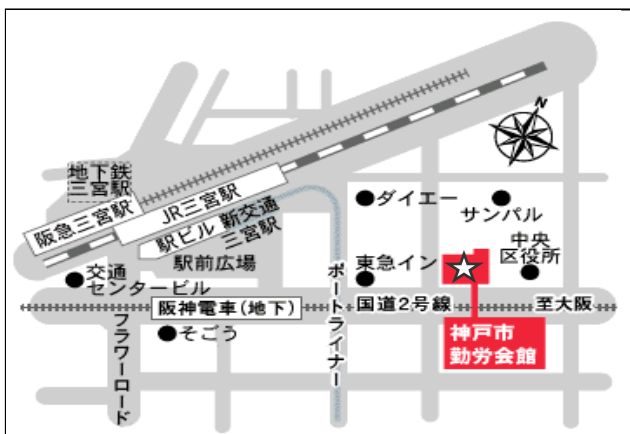 N
地下鉄
三宮駅
阪急三宮駅
JR三宮駅
駅ビル
新交通
三宮駅
駅前広場
ダイエー
サンパル
中央
区役所
東急イン
交通
センタービル
阪神電車(地下)
国道2号線
至大阪
そごう
フラワーロード
ポートライナー
神戸市
勤労会館